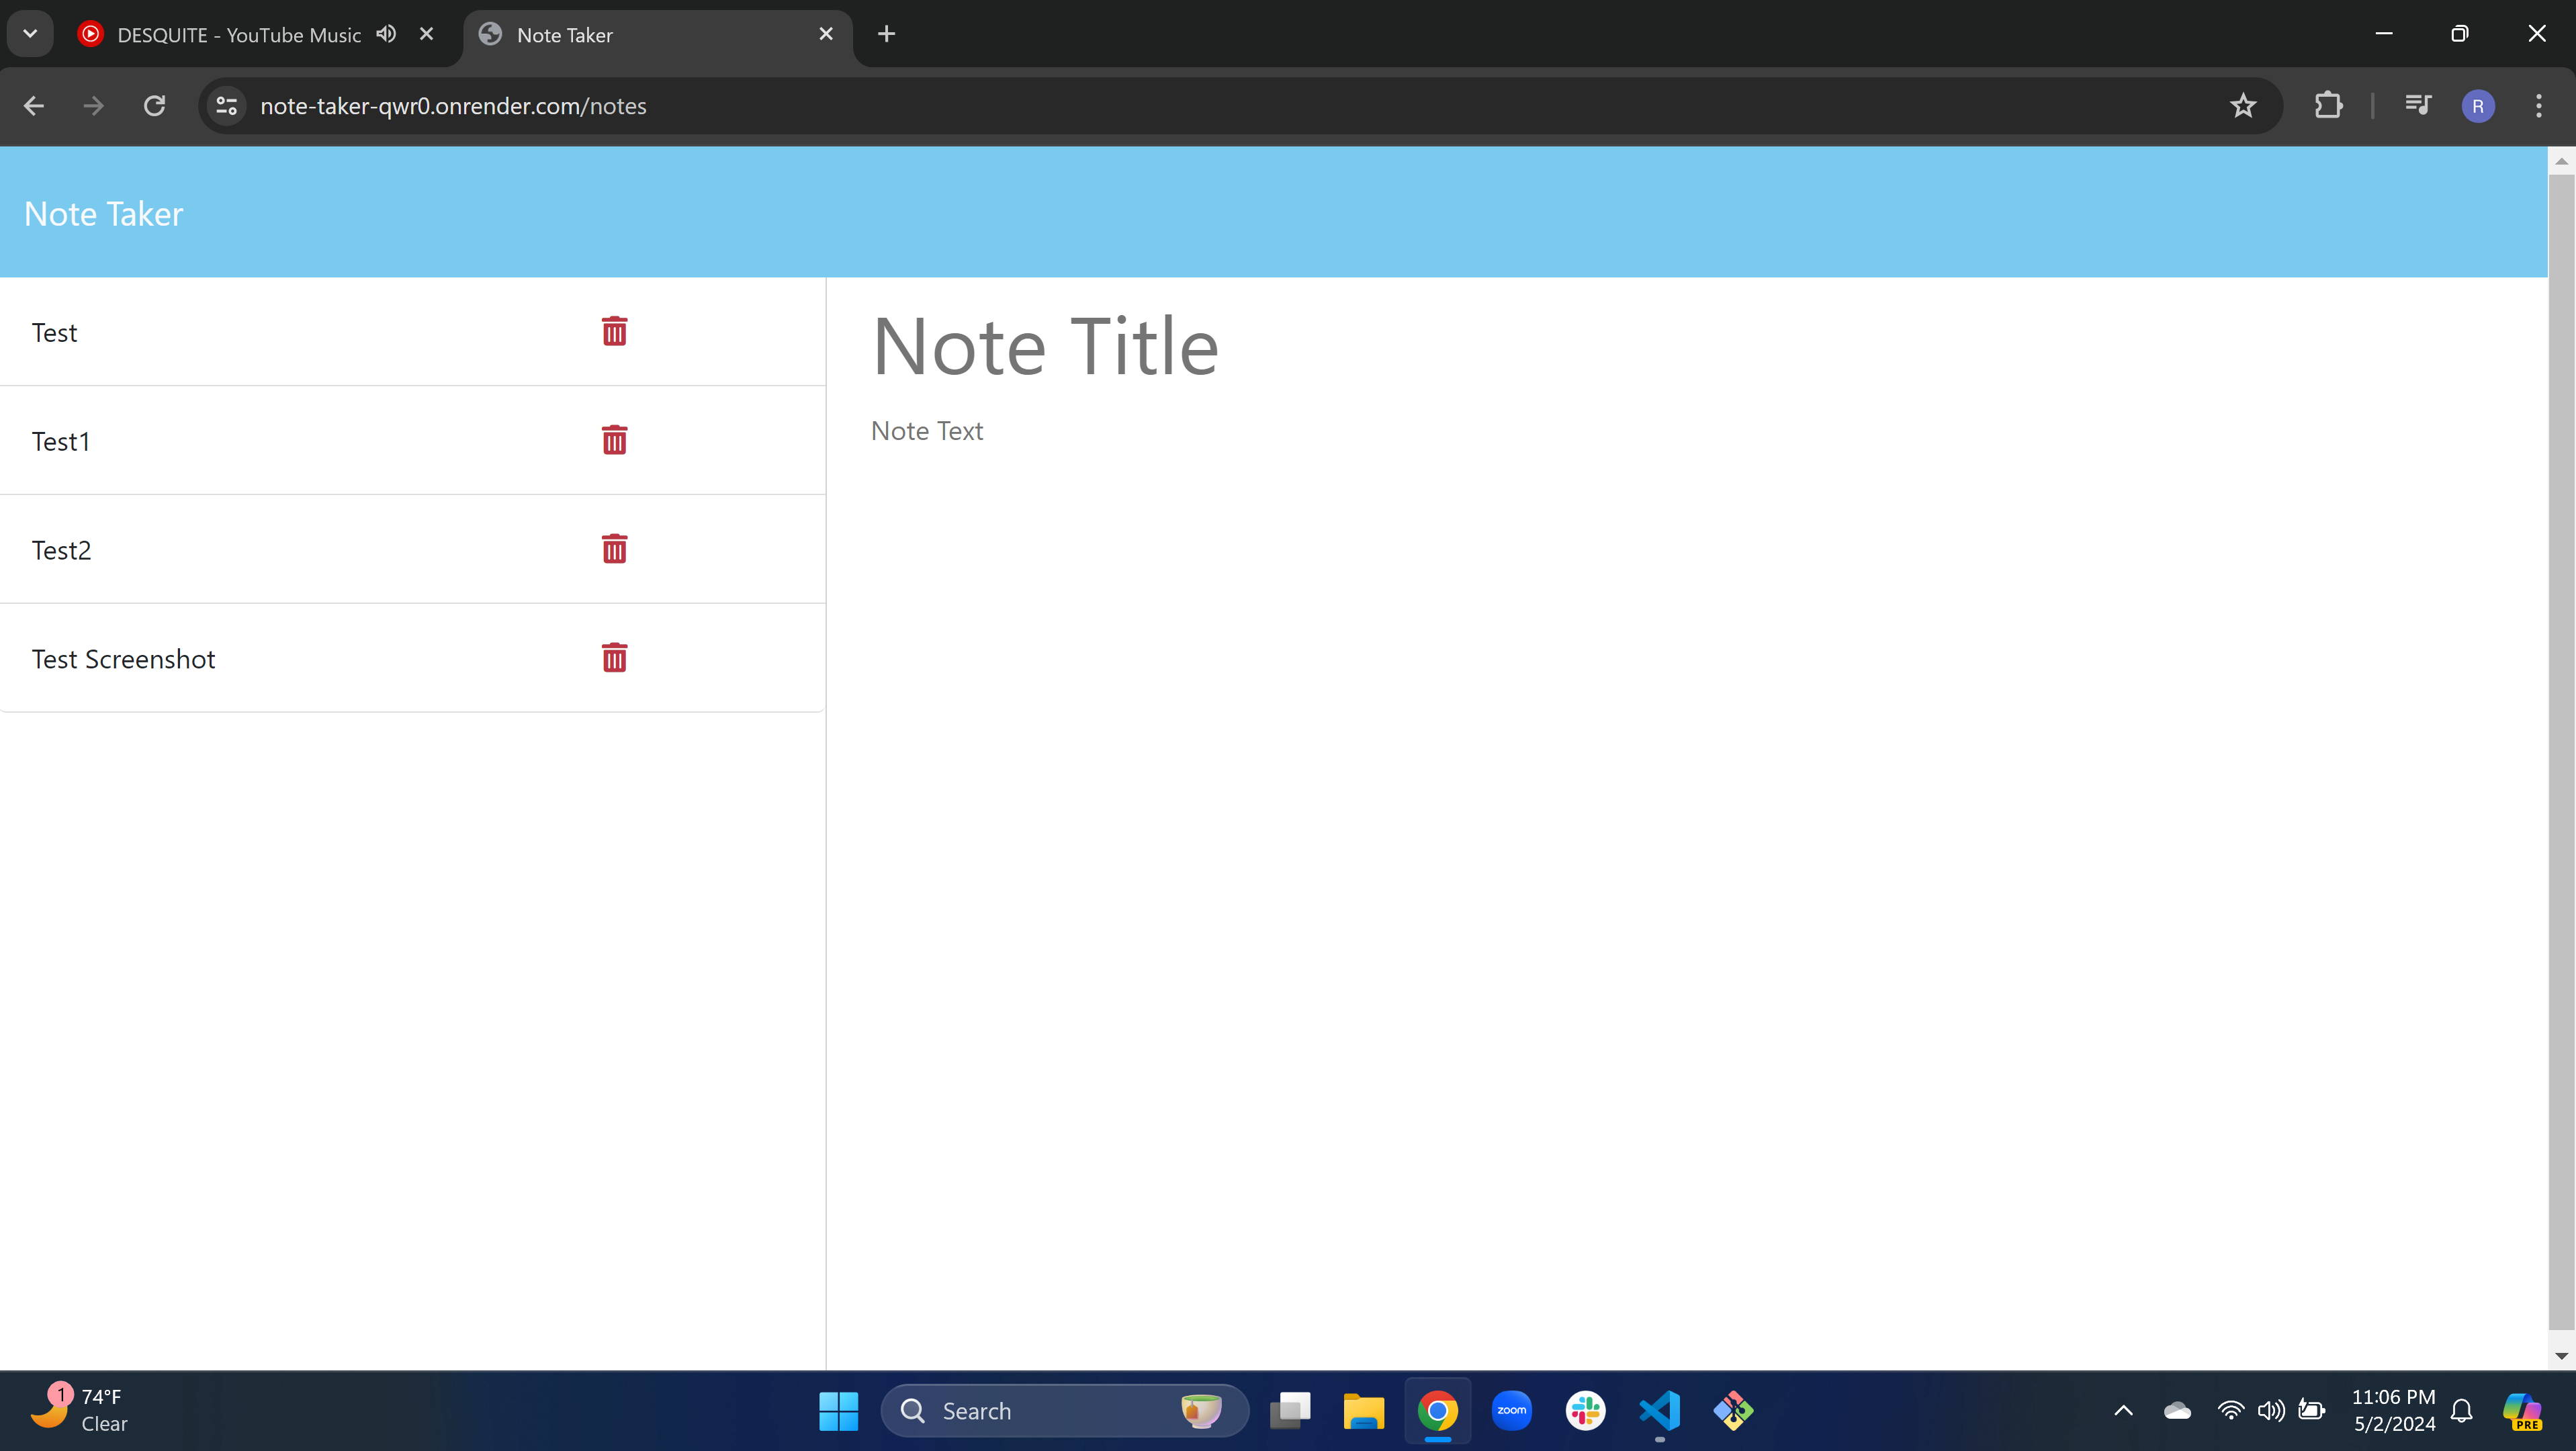 DESQUITE - YouTube Music
Note Taker
note-taker-qwr0.onrender.com/notes
R
Note Taker
Test
Test1
Test2
Test Screenshot
Note Title
Note Text
1
74°F
Clear
Search
zoom
11:06 PM
5/2/2024
PRE